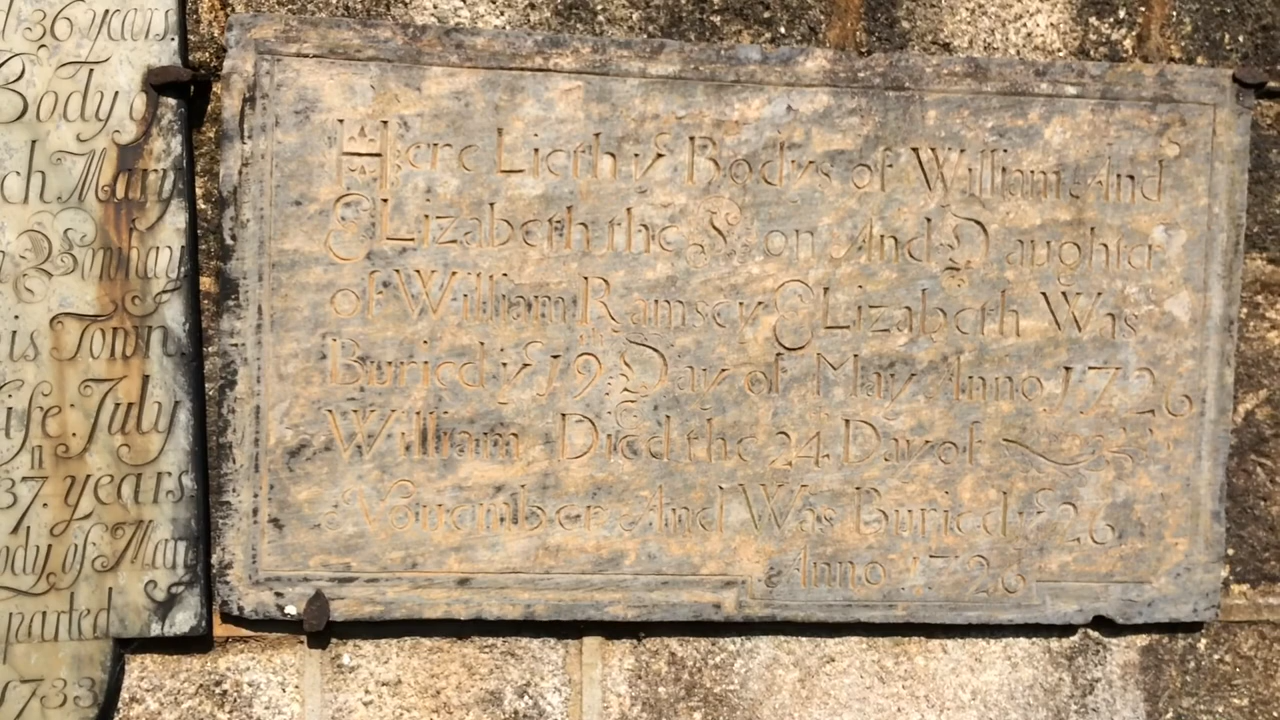 d 36 years.
Body of
ch Mary
Bonhay
is Town.
ife July
n
37 years
ody of Mary
parted
1733
Here Lieth yͤ Bodys of William And
ELizabeth the Son And Daughter
of William Ramsey ELizabeth Was
Buried yͤ 19 Day of May Anno 1726
William Died the 24 Day of
Nouember And Was Buried yͤ 26
Anno 1726